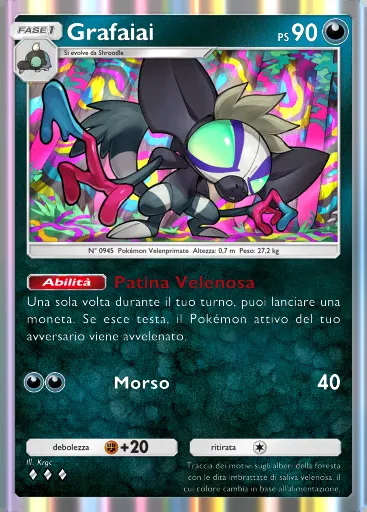 FASE 1 Grafaiai PS 90
Si evolve da Shroodle
N° 0945 Pokémon Velenprimate Altezza: 0,7 m Peso: 27,2 kg
Abilità Patina Velenosa
Una sola volta durante il tuo turno, puoi lanciare una
moneta. Se esce testa, il Pokémon attivo del tuo
avversario viene avvelenato.
Morso 40
debolezza +20 ritirata
Ill. Krgc
Traccia dei motivi sugli alberi della foresta
con le dita imbrattate di saliva velenosa, il
cui colore cambia in base all'alimentazione.